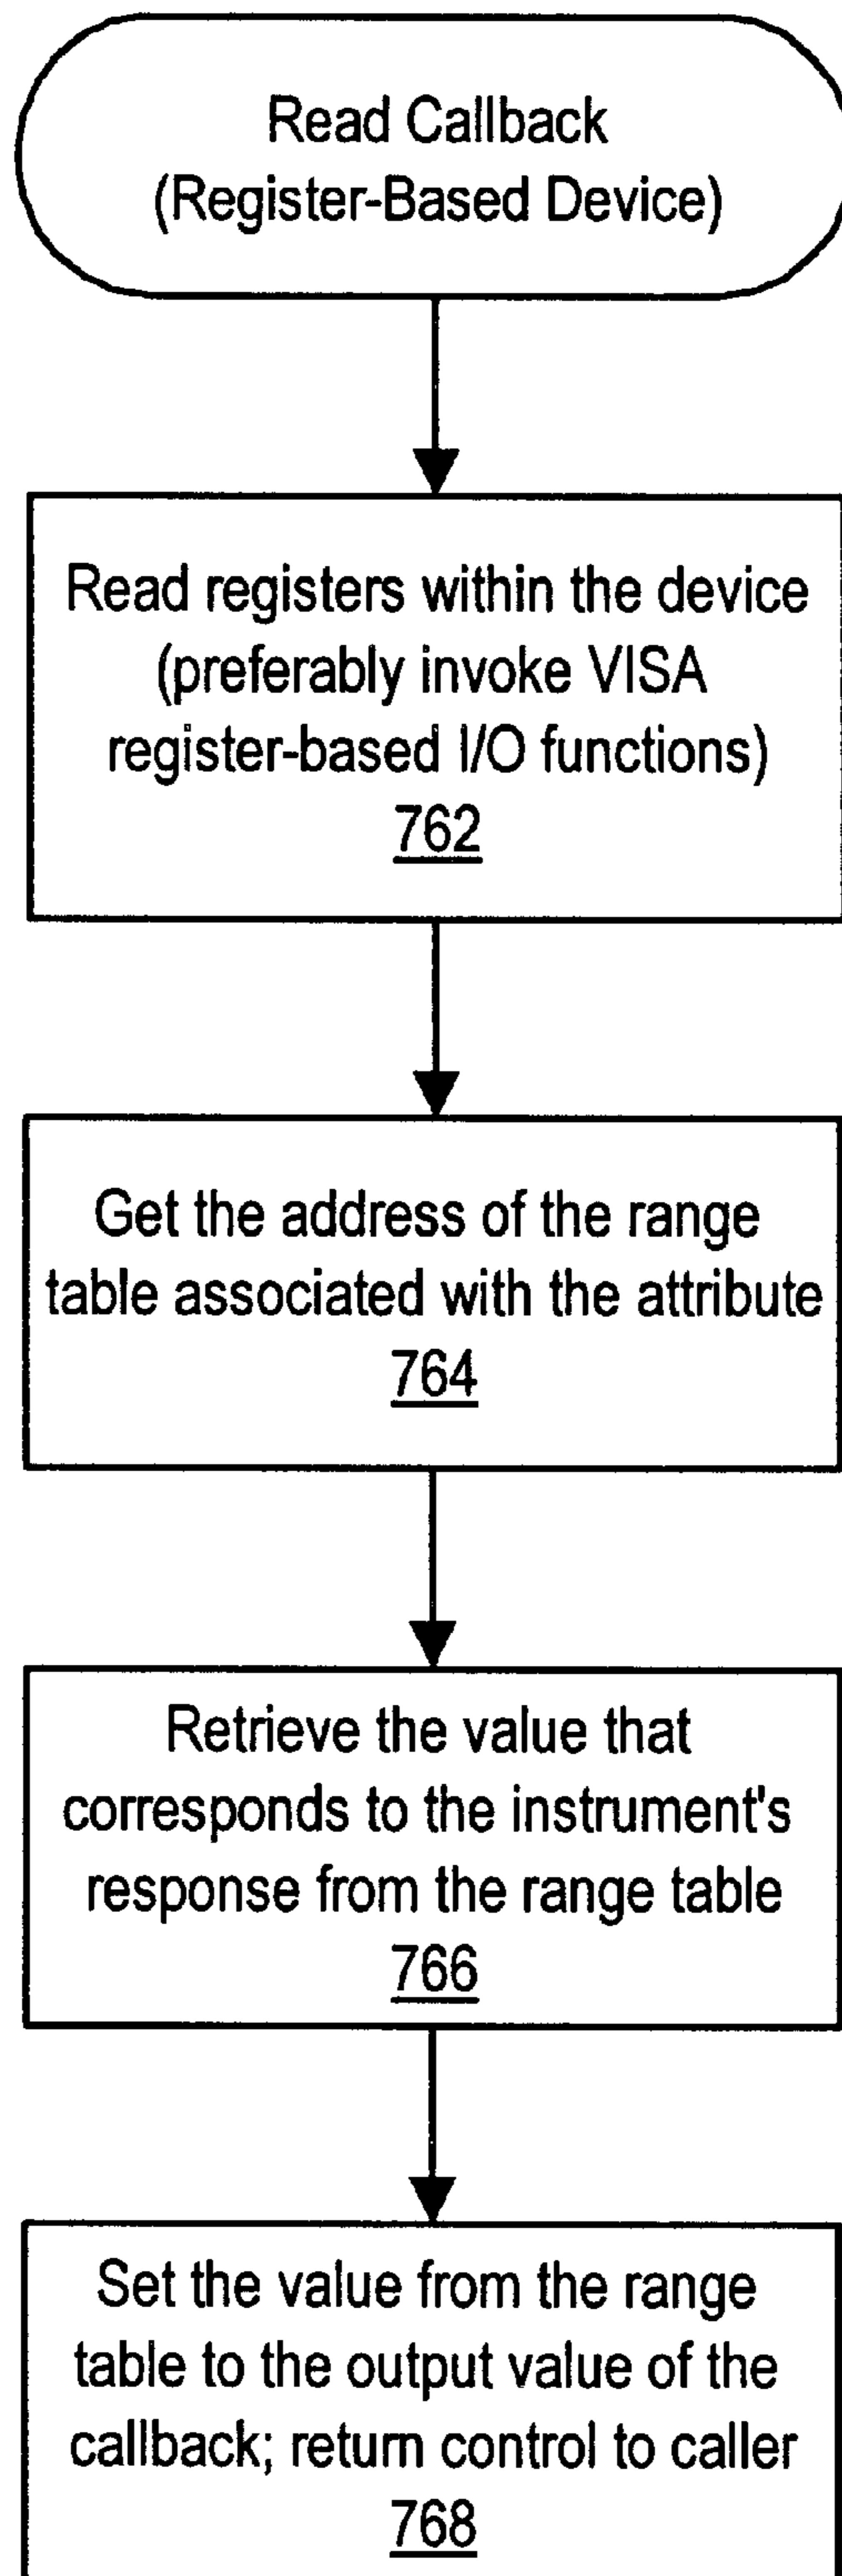 Read Callback
(Register-Based Device)
Read registers within the device
(preferably invoke VISA
register-based I/O functions)
762
Get the address of the range
table associated with the attribute
764
Retrieve the value that
corresponds to the instrument's
response from the range table
766
Set the value from the range
table to the output value of the
callback; return control to caller
768